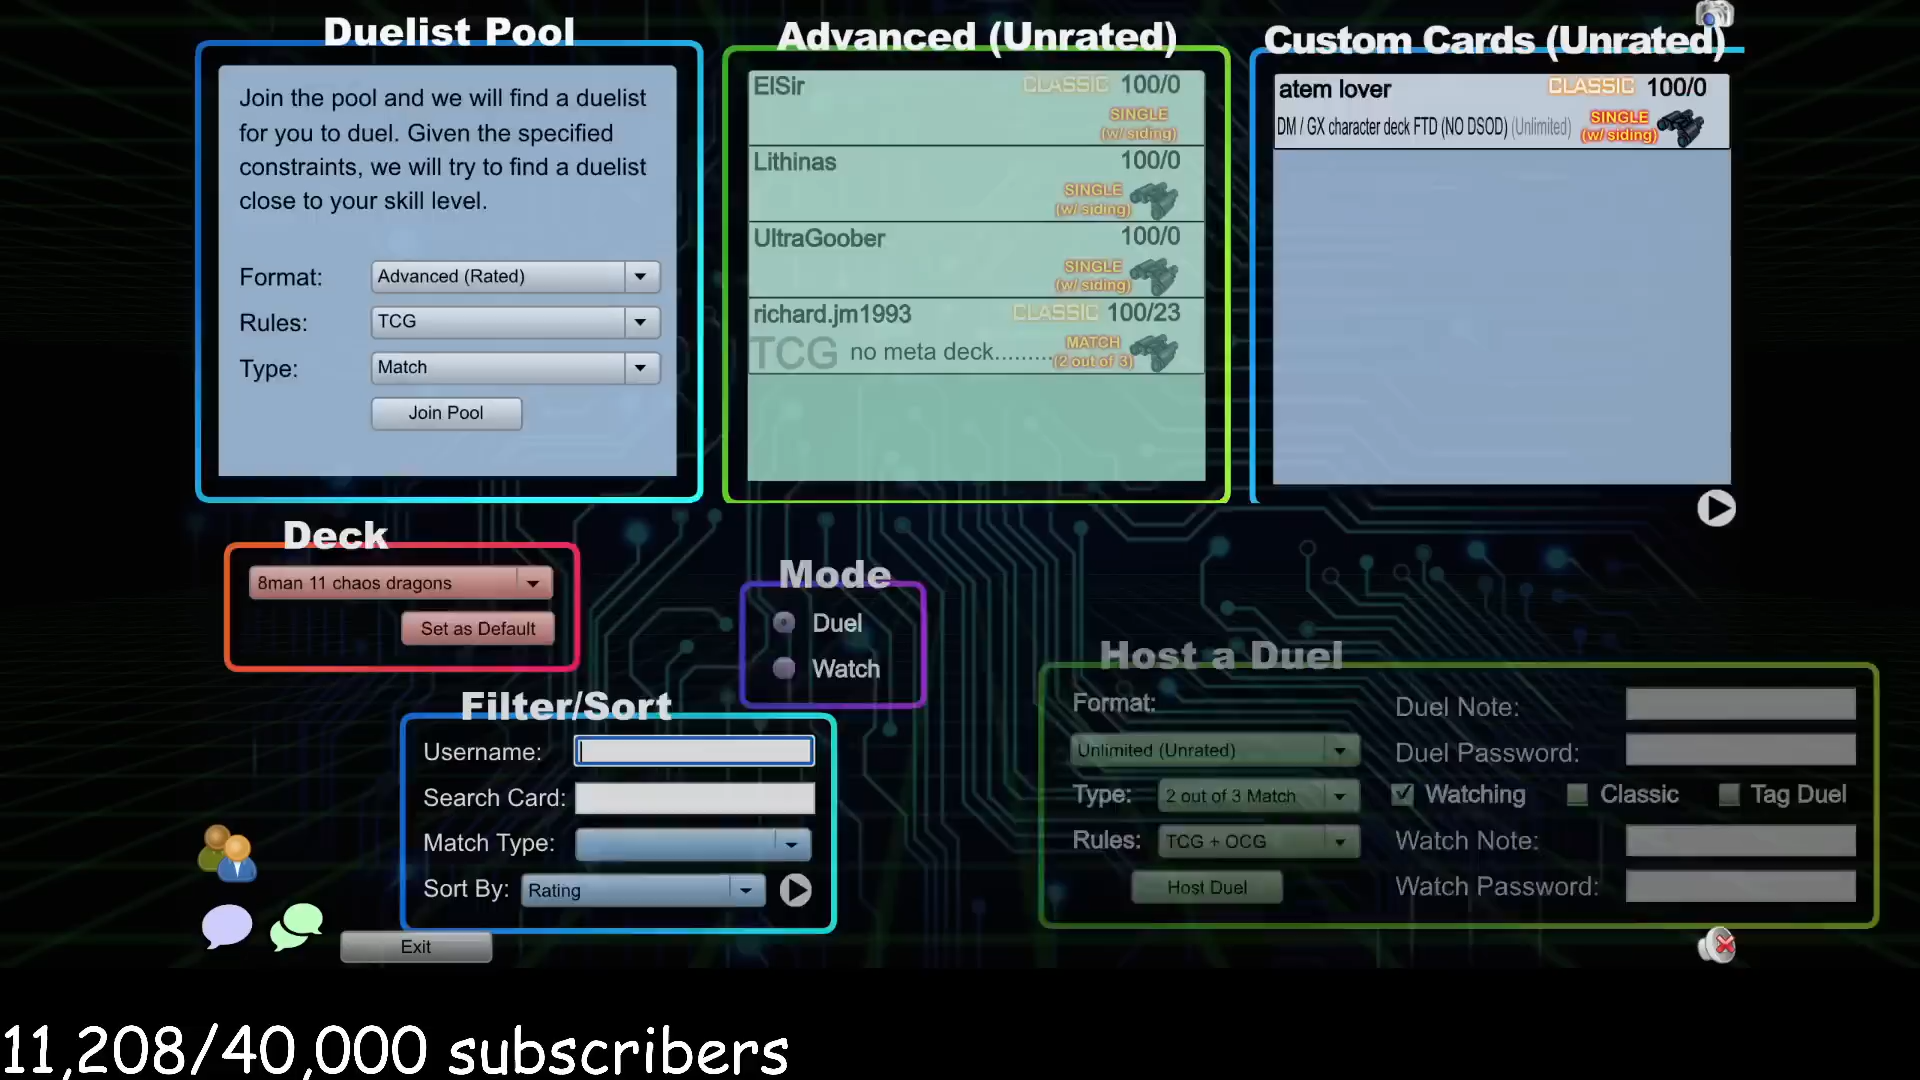 Duelist Pool
Join the pool and we will find a duelist
for you to duel. Given the specified
constraints, we will try to find a duelist
close to your skill level.
Format: Advanced (Rated)
Rules: TCG
Type: Match
Join Pool
Advanced (Unrated)
ElSir CLASSIC 100/0
SINGLE
(w/ siding)
Lithinas 100/0
SINGLE
(w/ siding)
UltraGoober 100/0
SINGLE
(w/ siding)
richard.jm1993 CLASSIC 100/23
TCG no meta deck.........
MATCH
(2 out of 3)
Custom Cards (Unrated)
atem lover CLASSIC 100/0
DM / GX character deck FTD (NO DSOD) (Unlimited)
SINGLE
(w/ siding)
Deck
8man 11 chaos dragons
Set as Default
Mode
Duel
Watch
Filter/Sort
Username:
Search Card:
Match Type:
Sort By: Rating
Exit
Host a Duel
Format:
Unlimited (Unrated)
Type: 2 out of 3 Match
Rules: TCG + OCG
Host Duel
Duel Note:
Duel Password:
Watching Classic Tag Duel
Watch Note:
Watch Password:
11,208/40,000 subscribers